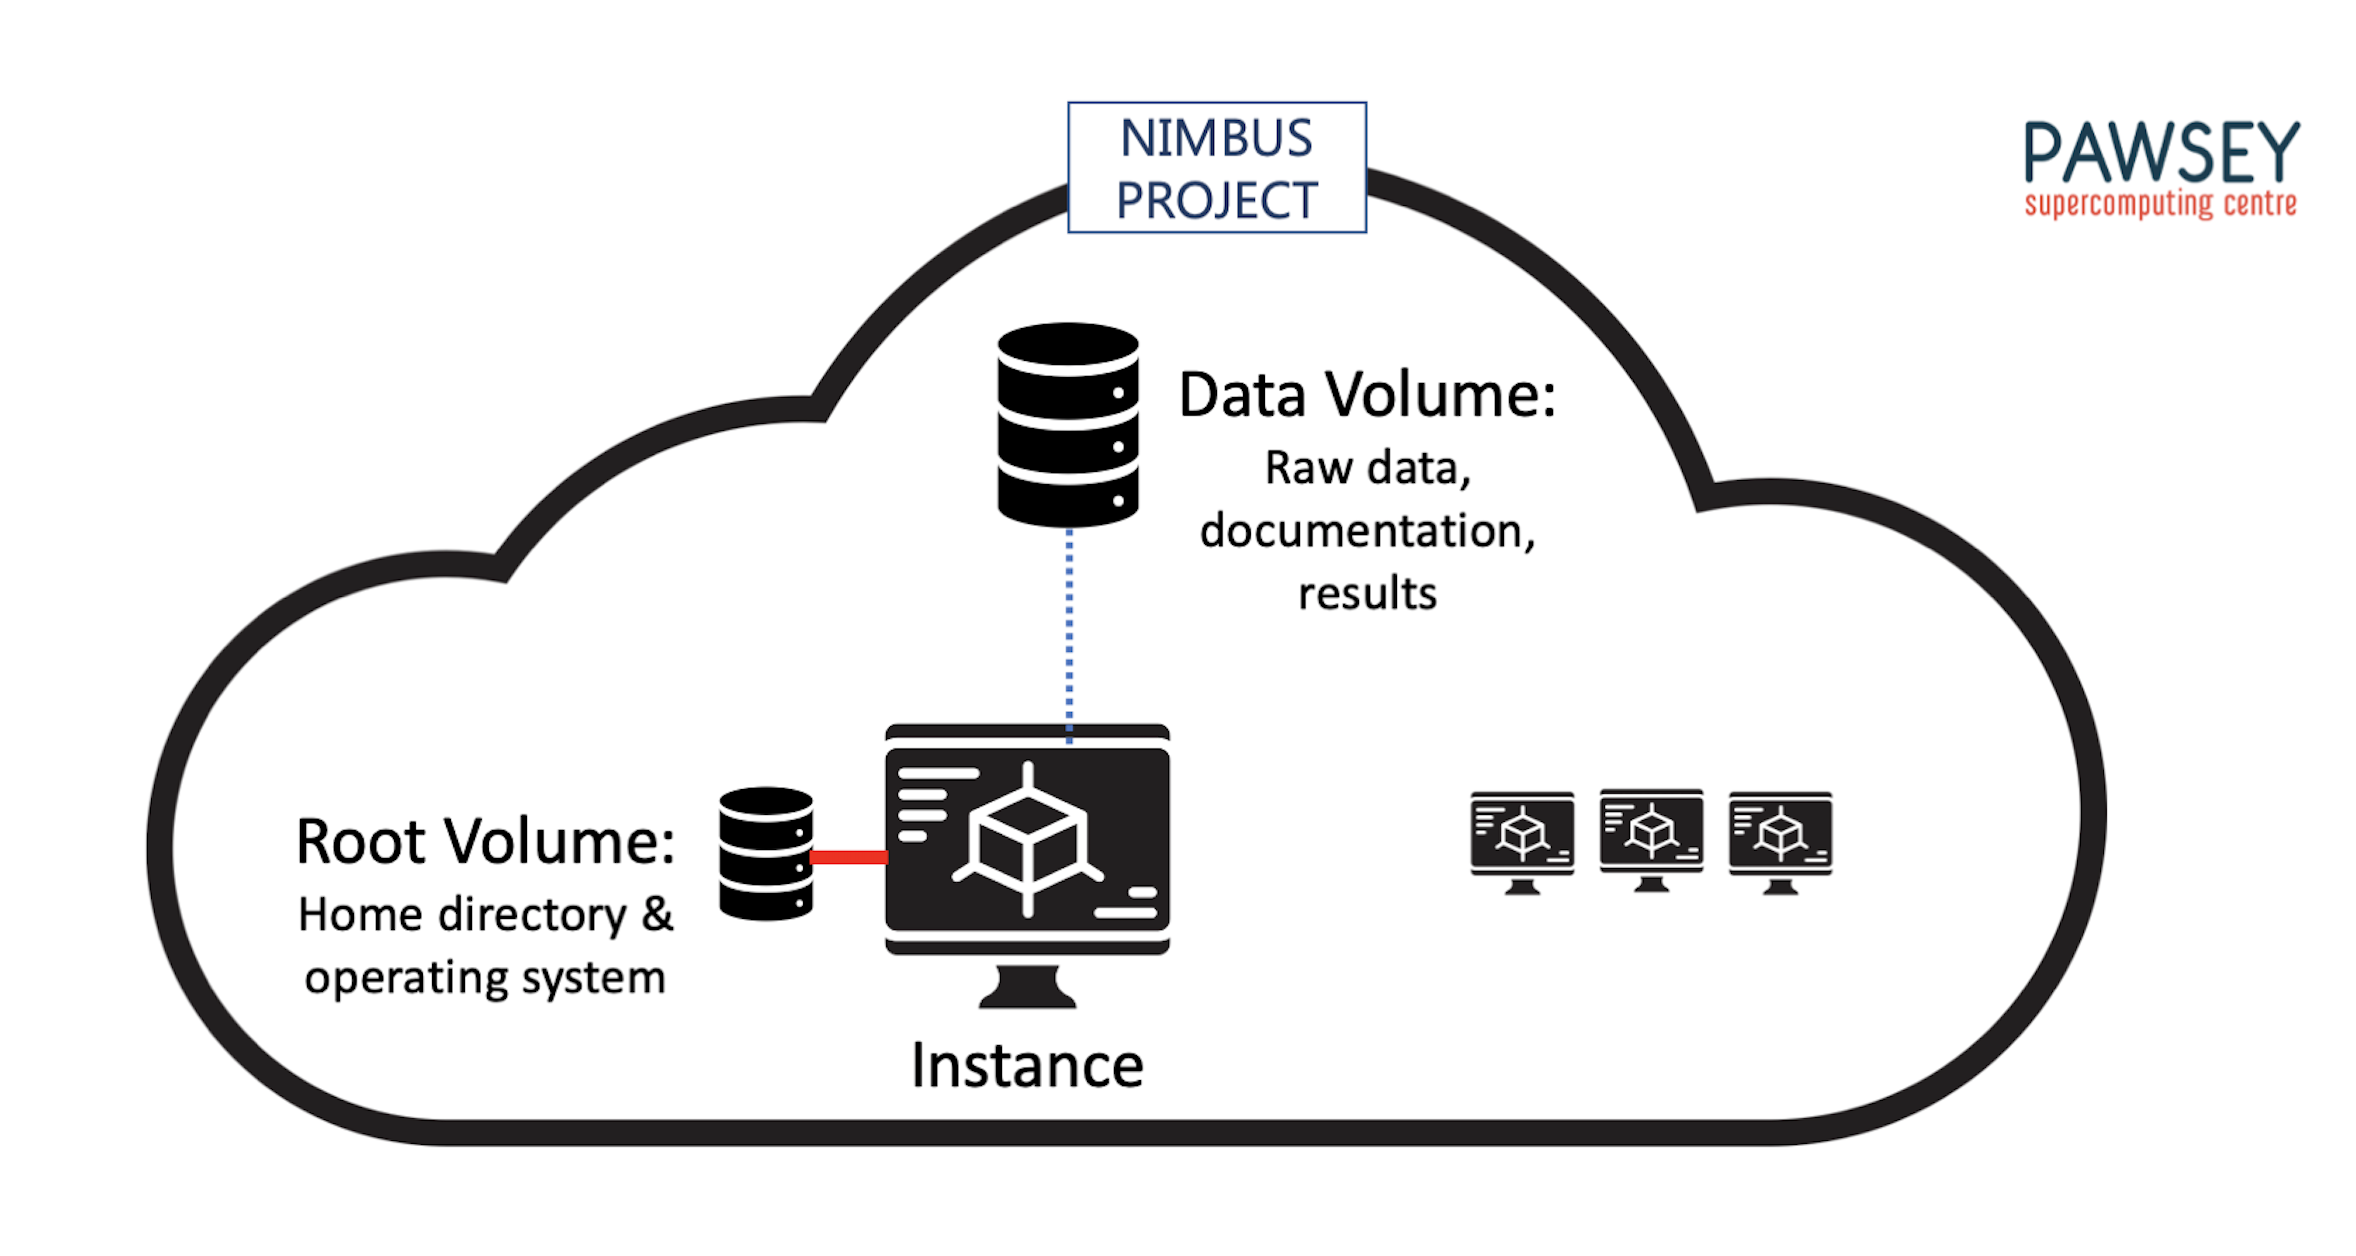 NIMBUS
PROJECT
PAWSEY
supercomputing centre
Data Volume:
Raw data,
documentation,
results
Root Volume:
Home directory &
operating system
Instance